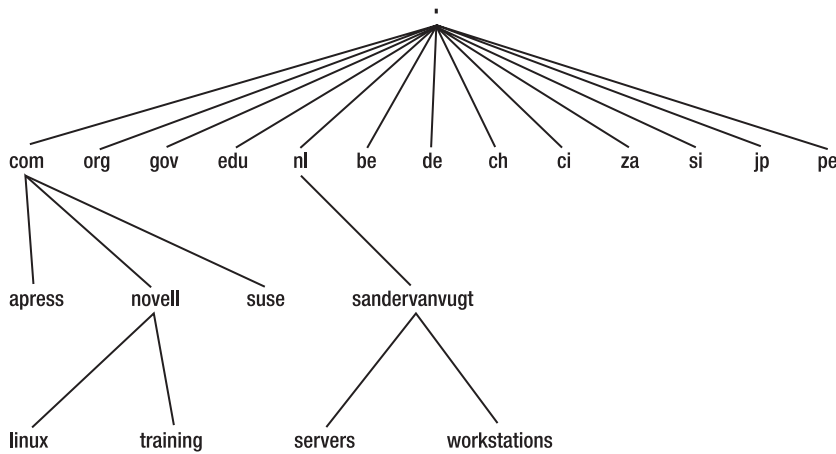 .
com org gov edu nl be de ch ci za si jp pe
apress novell suse sandervanvugt
linux training servers workstations